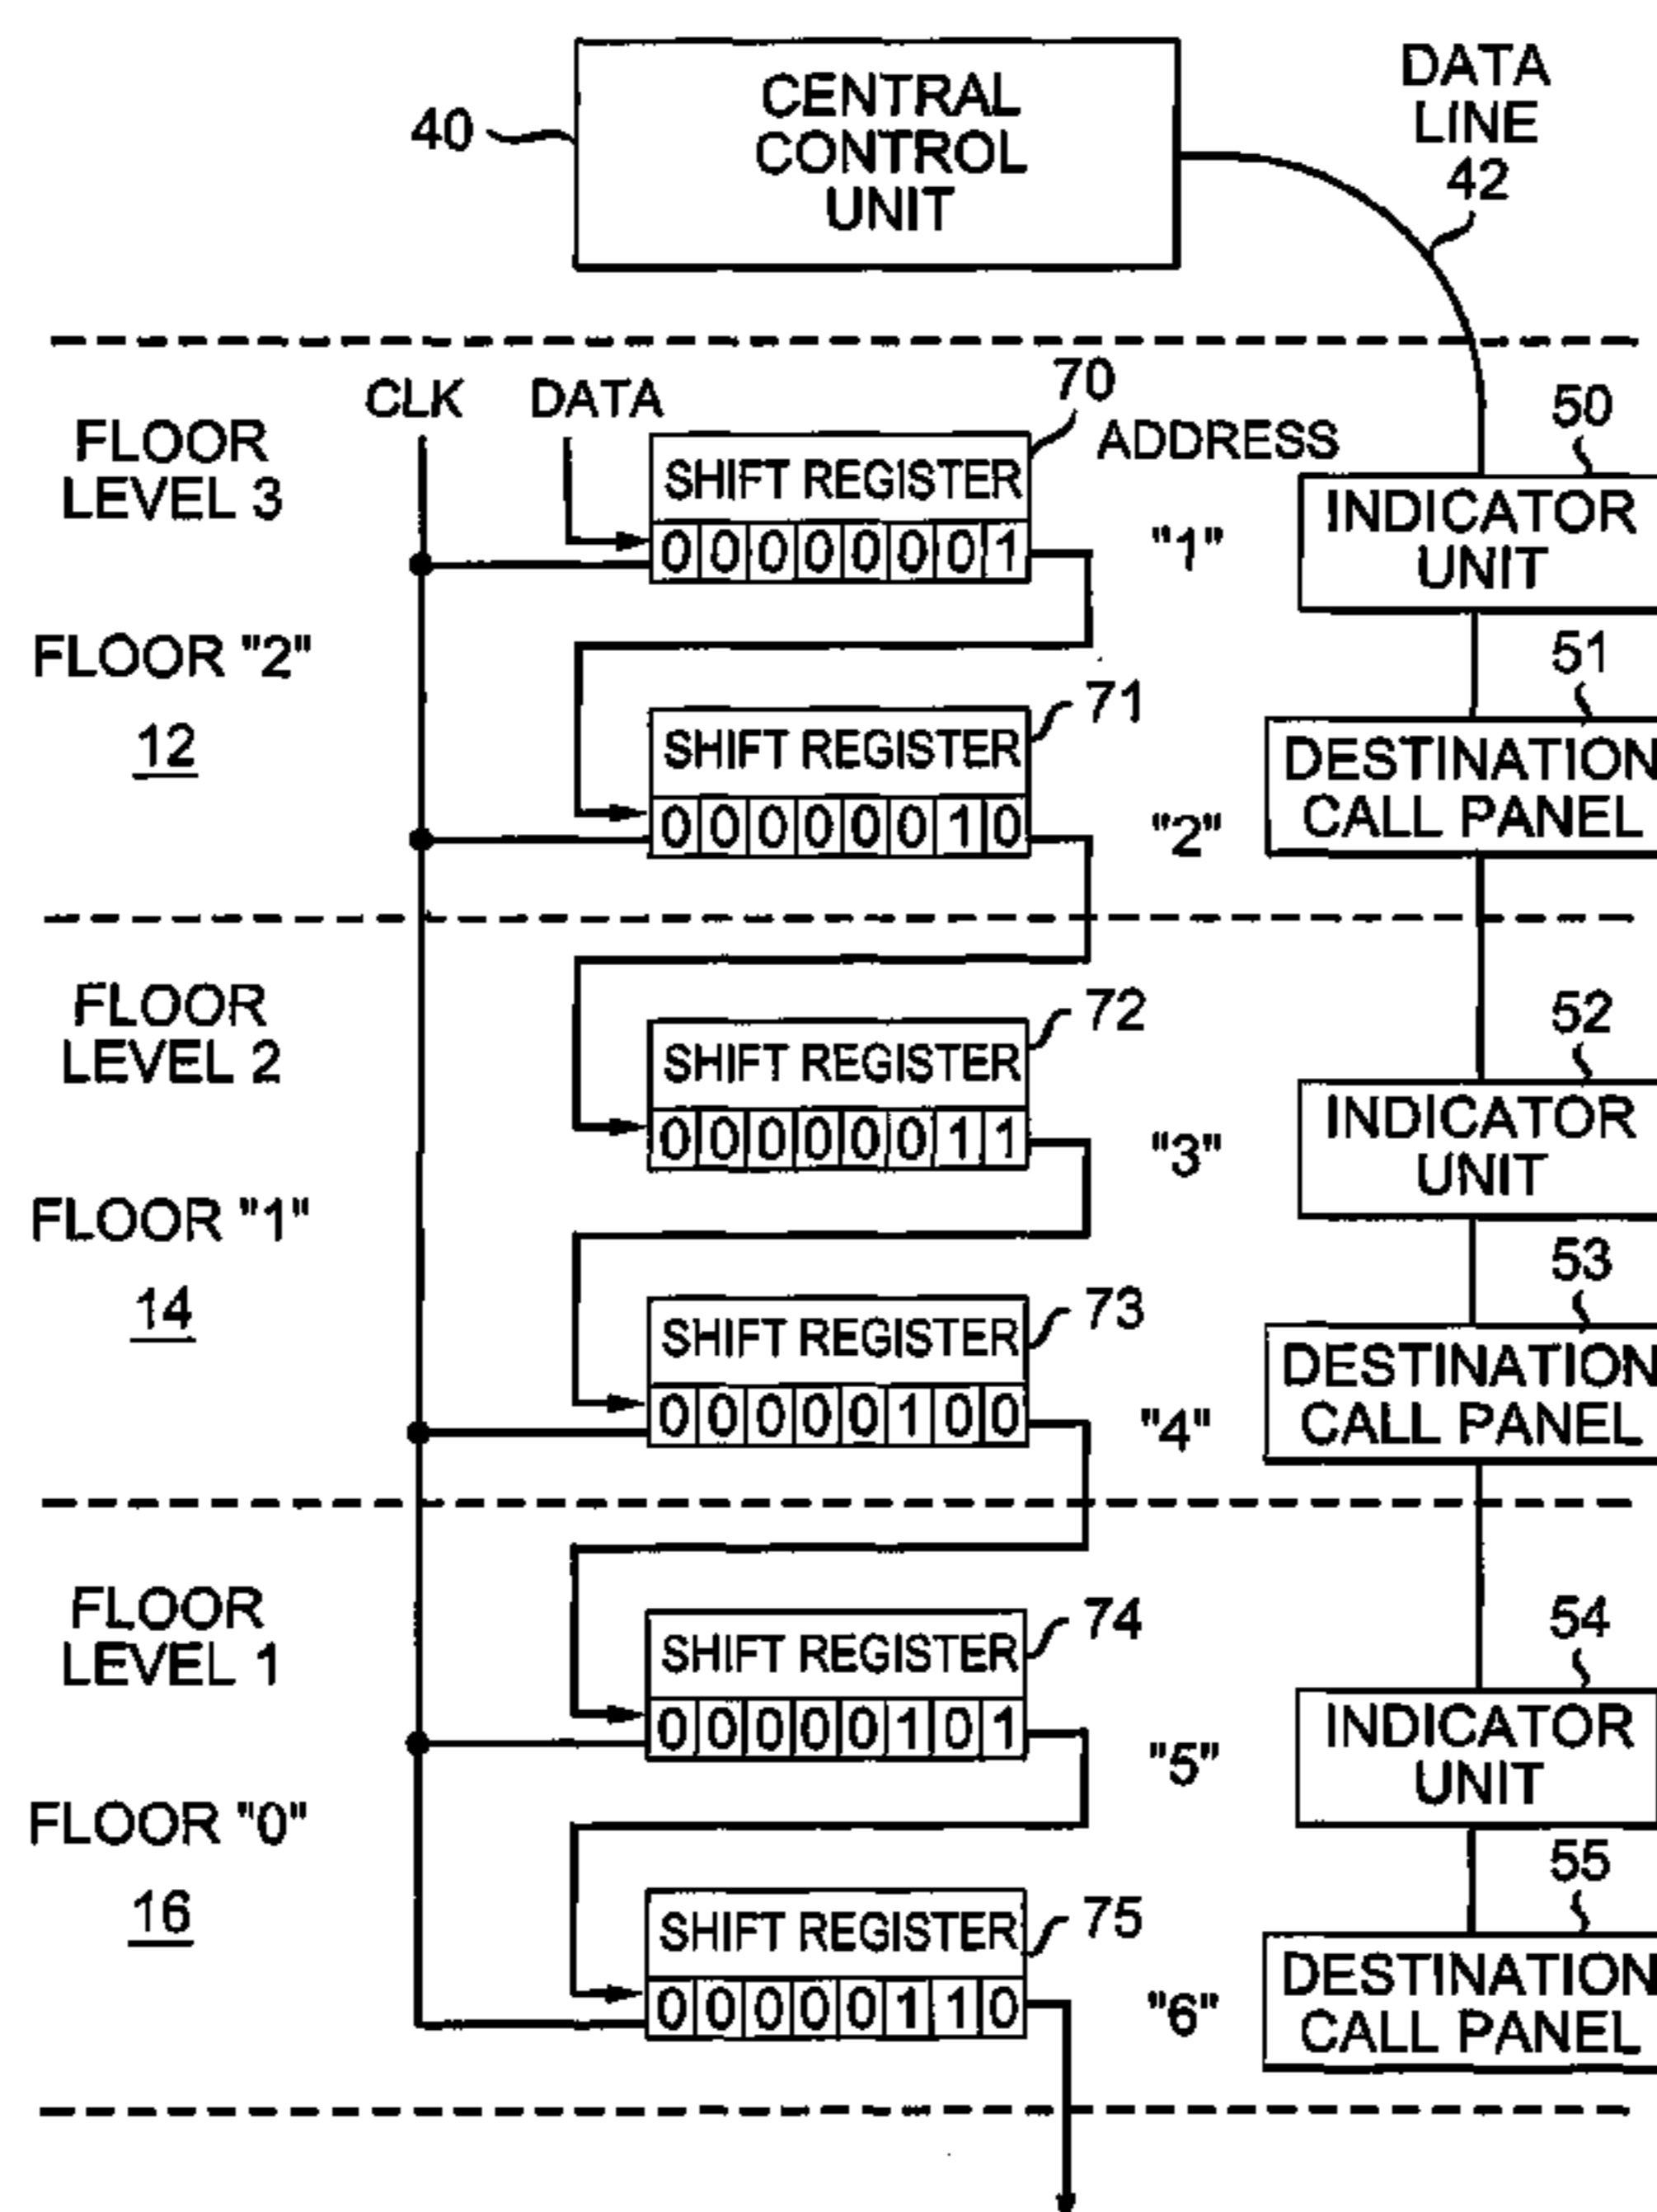 CENTRAL
CONTROL
UNIT
40
DATA
LINE
42
FLOOR
LEVEL 3
CLK
DATA
70
ADDRESS
SHIFT REGISTER
0 0 0 0 0 0 0 1
"1"
50
INDICATOR
UNIT
FLOOR "2"
12
71
SHIFT REGISTER
0 0 0 0 0 0 1 0
"2"
51
DESTINATION
CALL PANEL
FLOOR
LEVEL 2
72
SHIFT REGISTER
0 0 0 0 0 0 1 1
"3"
52
INDICATOR
UNIT
FLOOR "1"
14
73
SHIFT REGISTER
0 0 0 0 0 1 0 0
"4"
53
DESTINATION
CALL PANEL
FLOOR
LEVEL 1
74
SHIFT REGISTER
0 0 0 0 0 1 0 1
"5"
54
INDICATOR
UNIT
FLOOR "0"
16
75
SHIFT REGISTER
0 0 0 0 0 1 1 0
"6"
55
DESTINATION
CALL PANEL